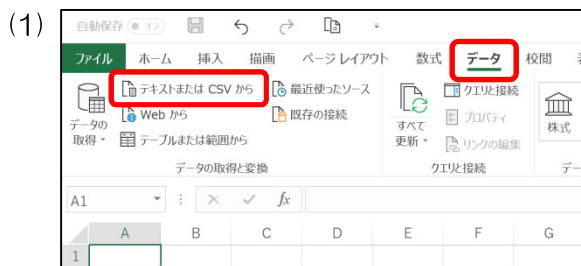 (1)
自動保存 オフ
ファイル ホーム 挿入 描画 ページ レイアウト 数式 データ 校閲
データの取得
テキストまたは CSV から
Web から
テーブルまたは範囲から
最近使ったソース
既存の接続
データの取得と変換
すべて更新
クエリと接続
プロパティ
リンクの編集
クエリと接続
株式
デー
A1 fx
A B C D E F G
1